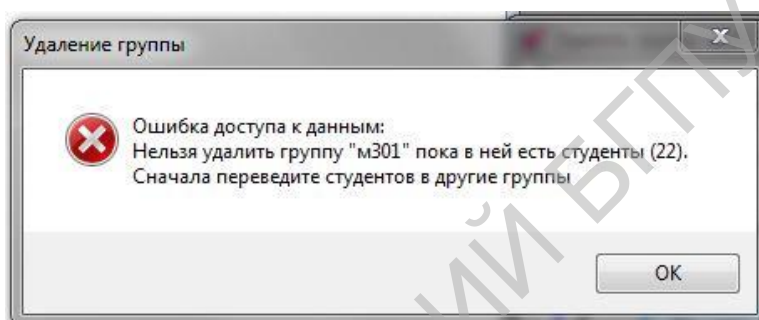 Удаление группы
Ошибка доступа к данным:
Нельзя удалить группу "м301" пока в ней есть студенты (22).
Сначала переведите студентов в другие группы
OK
БГПУ